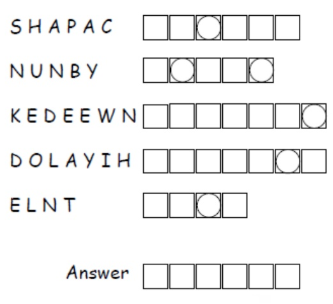 SHAPAC
NUNBY
KEDEEWN
DOLAYIH
ELNT
Answer